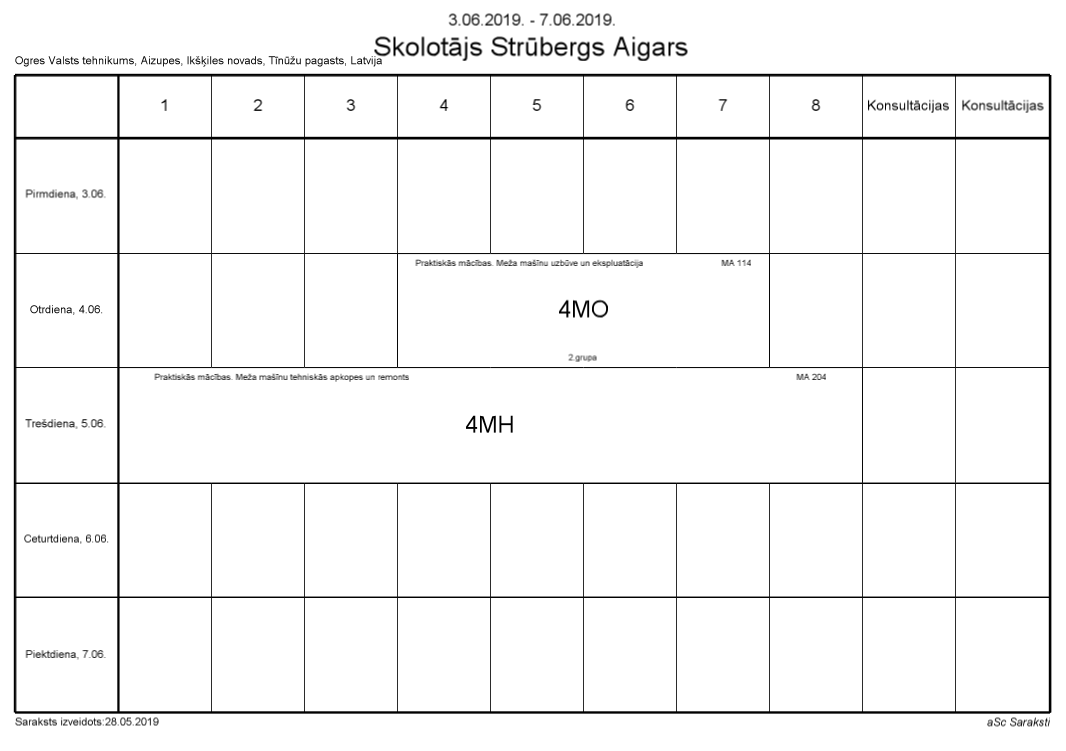 3.06.2019. - 7.06.2019.
Skolotājs Strūbergs Aigars
Ogres Valsts tehnikums, Aizupes, Ikšķiles novads, Tīnūžu pagasts, Latvija
1 2 3 4 5 6 7 8 Konsultācijas Konsultācijas
Pirmdiena, 3.06.
Praktiskās mācības. Meža mašīnu uzbūve un ekspluatācija MA 114
Otrdiena, 4.06. 4MO
2.grupa
Praktiskās mācības. Meža mašīnu tehniskās apkopes un remonts MA 204
Trešdiena, 5.06. 4MH
Ceturtdiena, 6.06.
Piektdiena, 7.06.
Saraksts izveidots:28.05.2019 aSc Saraksti